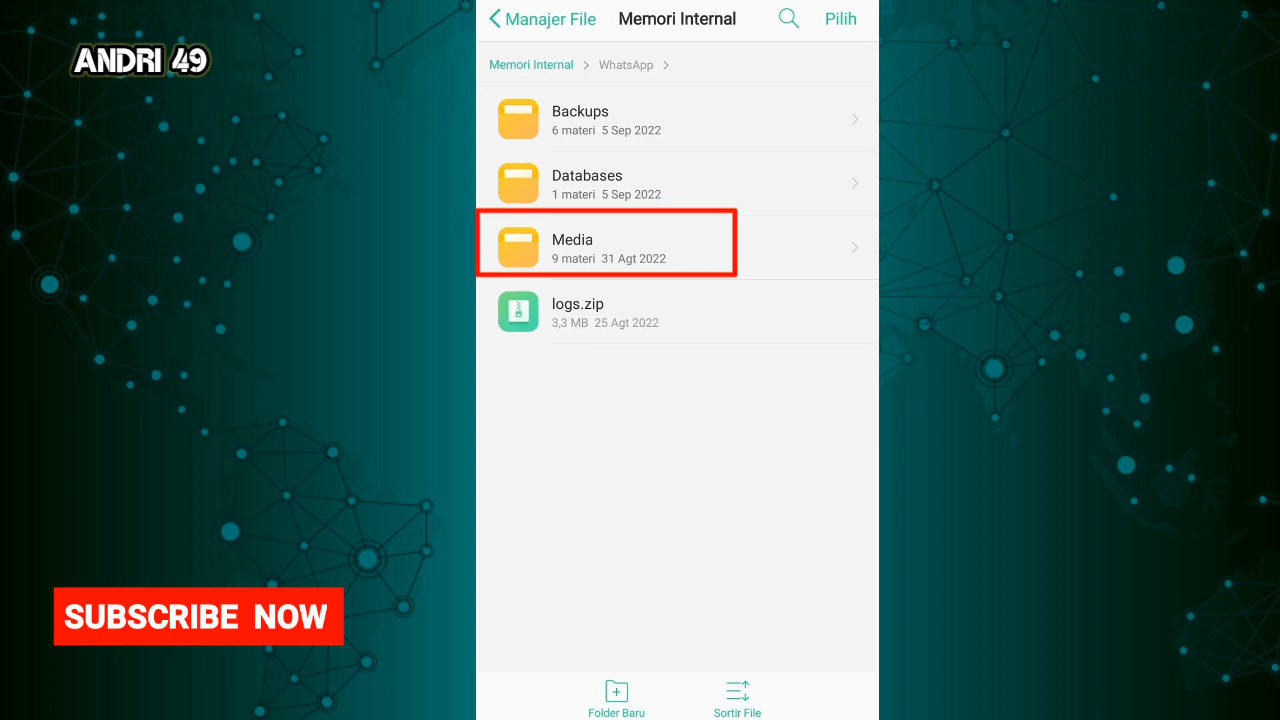 ANDRI 49
Manajer File Memori Internal Pilih
Memori Internal WhatsApp
Backups
6 materi 5 Sep 2022
Databases
1 materi 5 Sep 2022
Media
9 materi 31 Agt 2022
logs.zip
3,3 MB 25 Agt 2022
SUBSCRIBE NOW
Folder Baru Sortir File